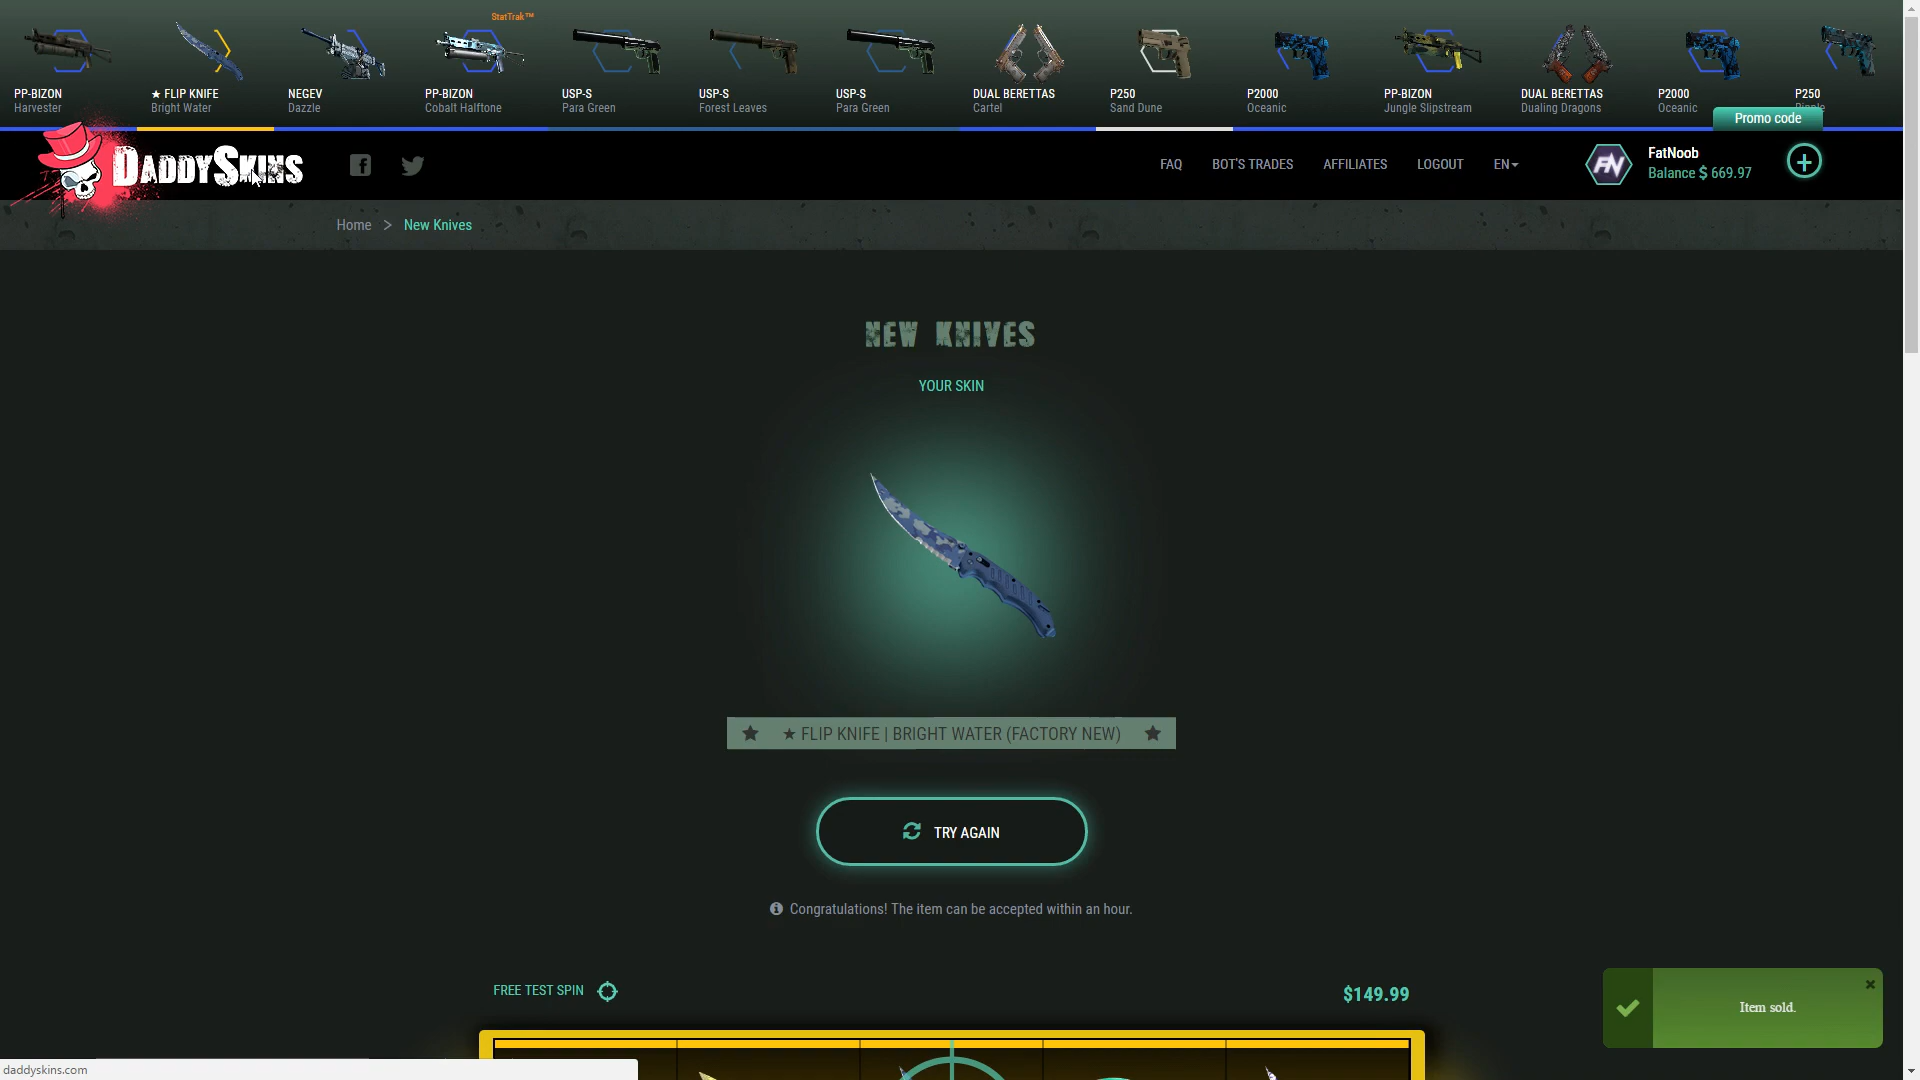 StatTrak™
PP-BIZON
Harvester
★ FLIP KNIFE
Bright Water
NEGEV
Dazzle
PP-BIZON
Cobalt Halftone
USP-S
Para Green
USP-S
Forest Leaves
USP-S
Para Green
DUAL BERETTAS
Cartel
P250
Sand Dune
P2000
Oceanic
PP-BIZON
Jungle Slipstream
DUAL BERETTAS
Dualing Dragons
P2000
Oceanic
P250
Promo code
DADDYSKINS
FAQ
BOT'S TRADES
AFFILIATES
LOGOUT
EN
FN
FatNoob
Balance $ 669.97
Home > New Knives
NEW KNIVES
YOUR SKIN
★ ★ FLIP KNIFE | BRIGHT WATER (FACTORY NEW) ★
TRY AGAIN
Congratulations! The item can be accepted within an hour.
FREE TEST SPIN
$149.99
Item sold.
daddyskins.com